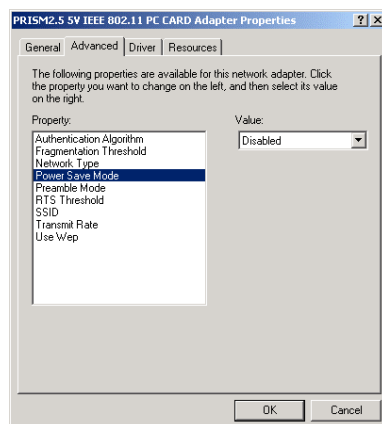 PRISM2.5 5V IEEE 802.11 PC CARD Adapter Properties
General Advanced Driver Resources
The following properties are available for this network adapter. Click
the property you want to change on the left, and then select its value
on the right.
Property: Value:
Authentication Algorithm Disabled
Fragmentation Threshold
Network Type
Power Save Mode
Preamble Mode
RTS Threshold
SSID
Transmit Rate
Use Wep
OK Cancel